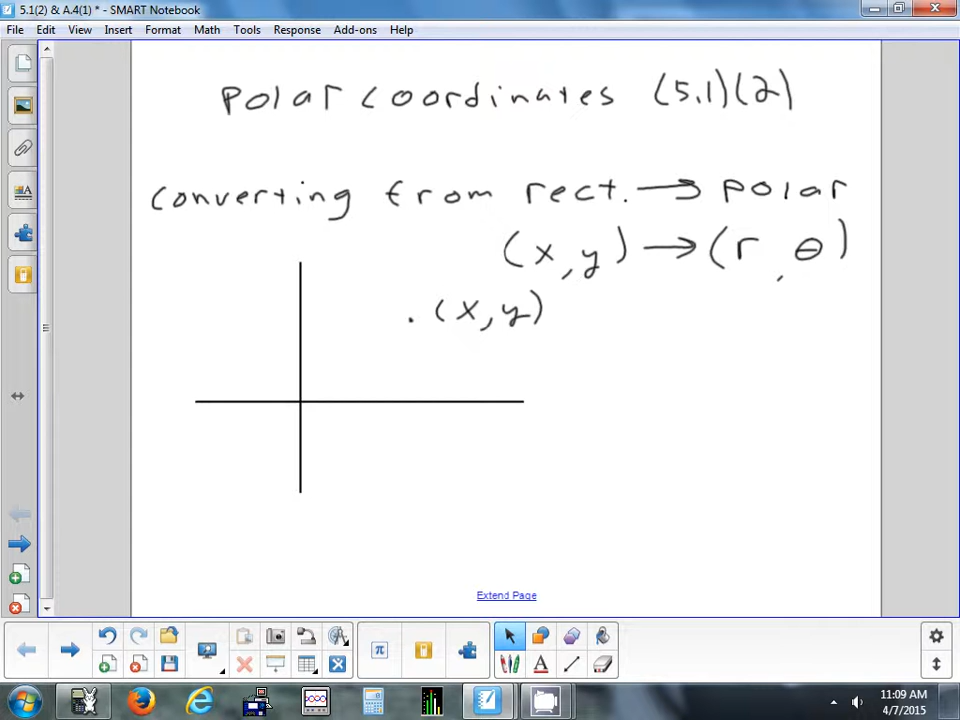 5.1(2) & A.4(1) * - SMART Notebook
File Edit View Insert Format Math Tools Response Add-ons Help
Polar Coordinates (5.1)(2)
Converting from rect. → polar
(x, y) → (r, θ)
(x, y)
Extend Page
11:09 AM
4/7/2015